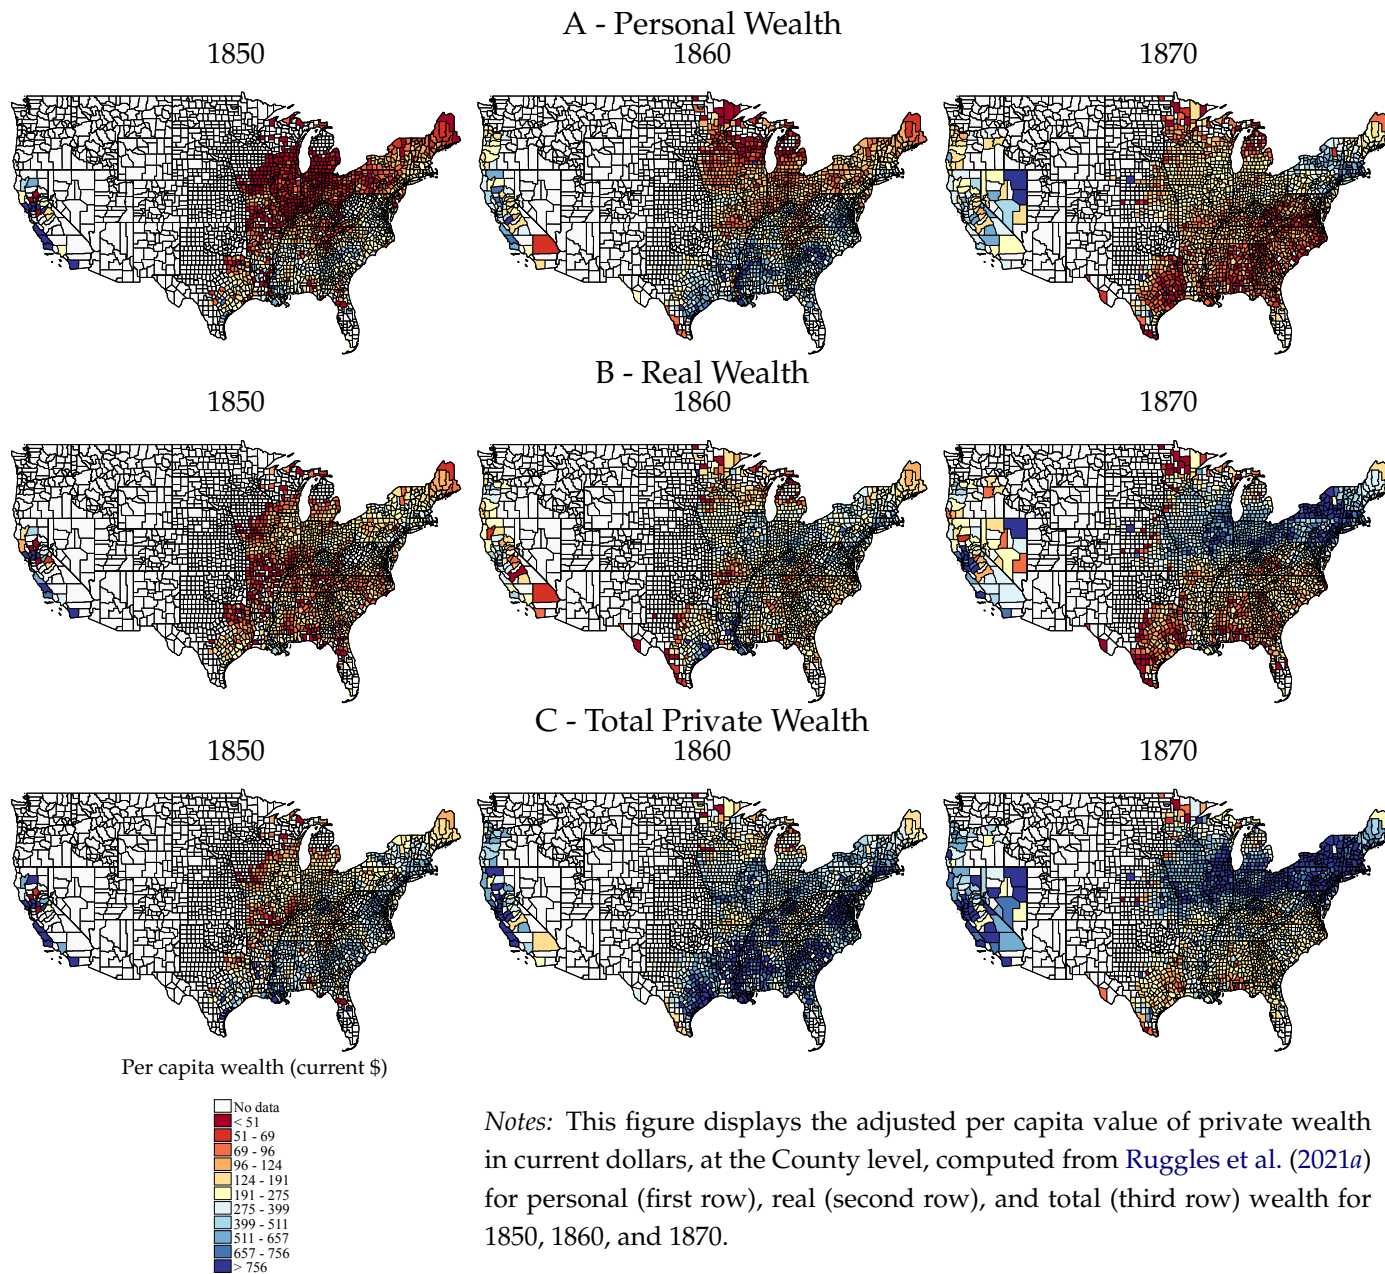 A - Personal Wealth
1850
1860
1870
B - Real Wealth
1850
1860
1870
C - Total Private Wealth
1850
1860
1870
Per capita wealth (current $)
No data
< 51
51 - 69
69 - 96
96 - 124
124 - 191
191 - 275
275 - 399
399 - 511
511 - 657
657 - 756
> 756
Notes: This figure displays the adjusted per capita value of private wealth
in current dollars, at the County level, computed from Ruggles et al. (2021a)
for personal (first row), real (second row), and total (third row) wealth for
1850, 1860, and 1870.